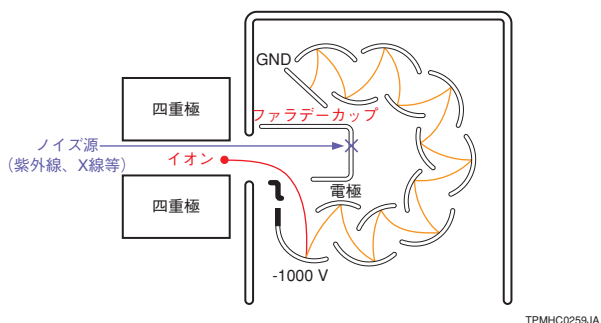 GND
四重極
ファラデーカップ
ノイズ源
(紫外線、X線等)
イオン
電極
四重極
-1000 V
TPMHC0259JA